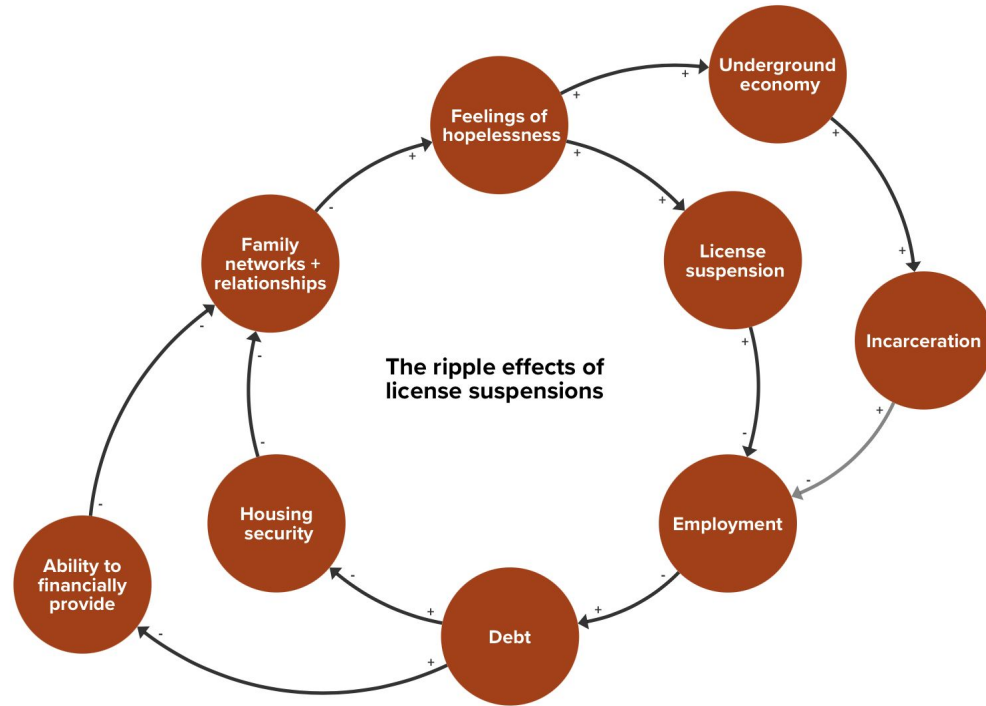 Underground
economy
Feelings of
hopelessness
+
+
+
+
+
+
-
+
Family
networks +
relationships
License
suspension
-
-
+
+
-
-
Incarceration
+
The ripple effects of
license suspensions
-
-
Housing
security
Employment
-
-
+
-
+
+
Ability to
financially
provide
Debt